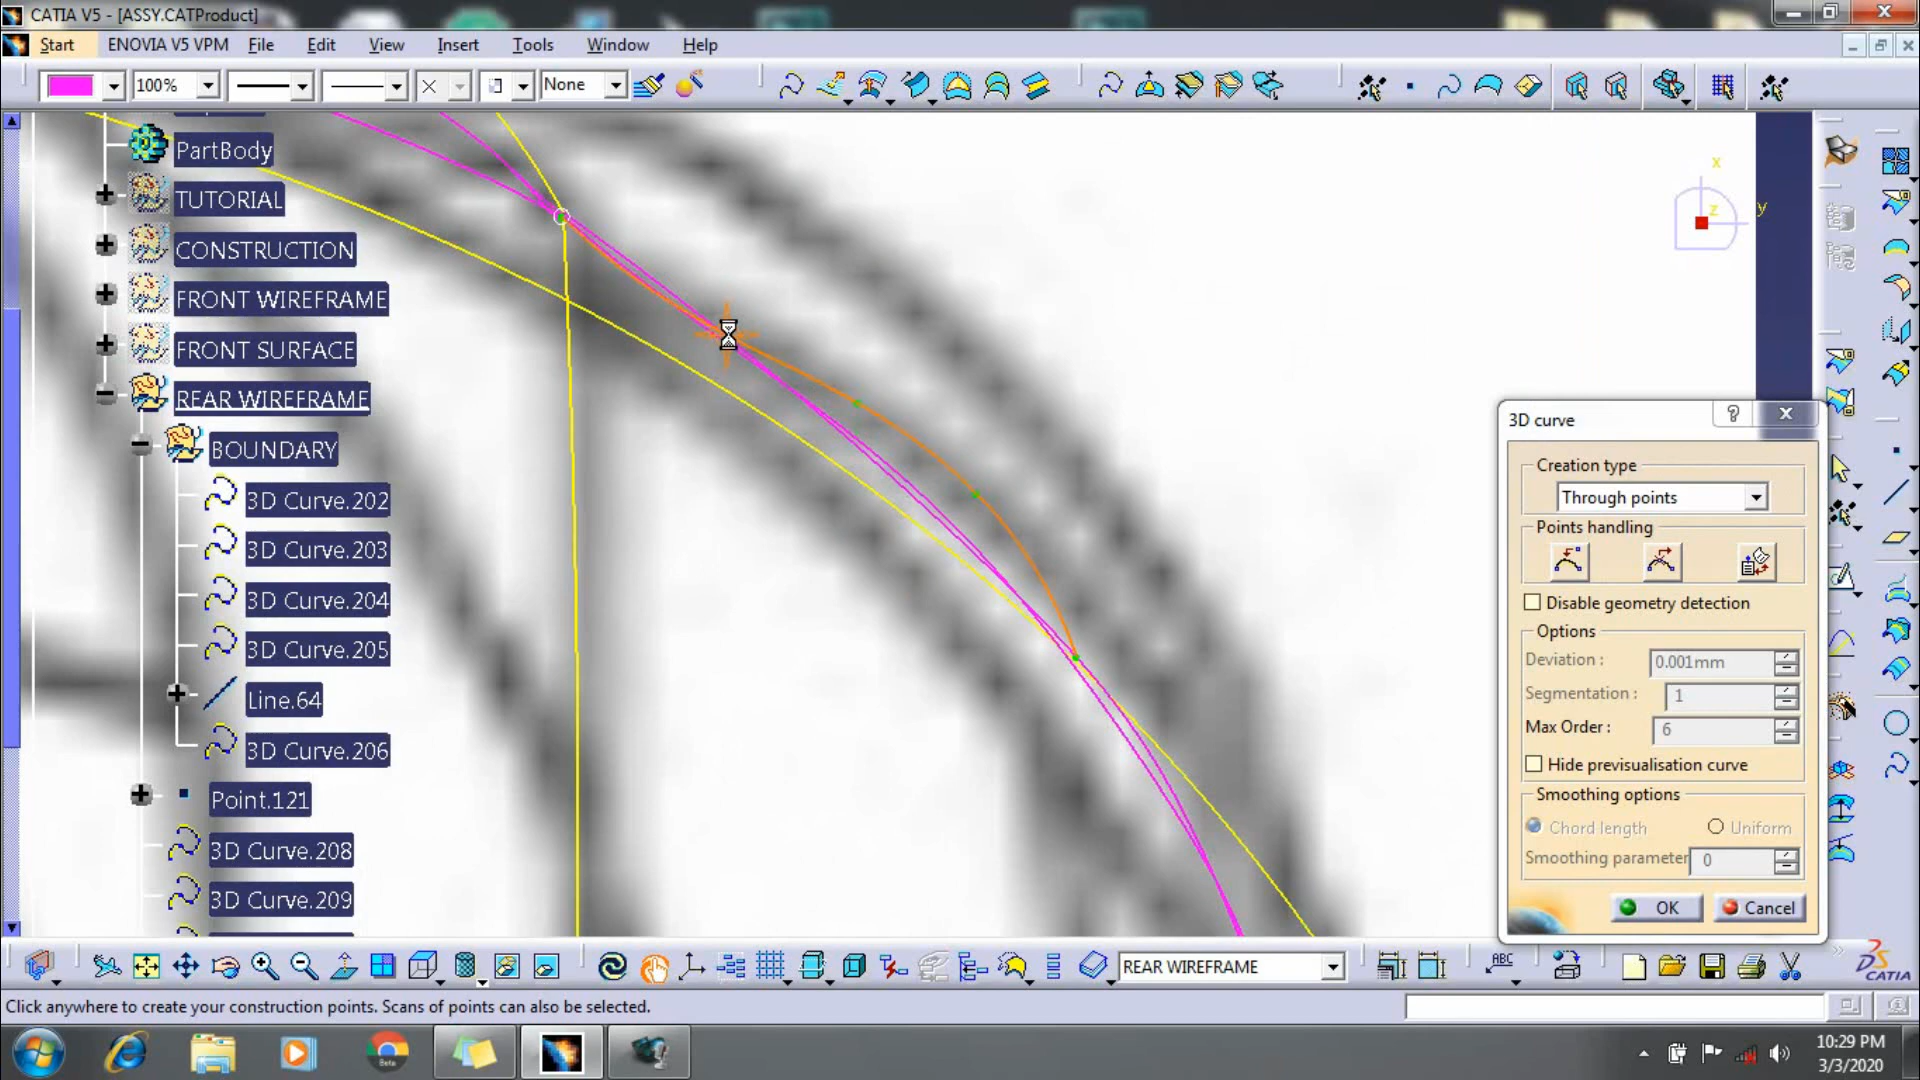 CATIA V5 - [ASSY.CATProduct]
Start ENOVIA V5 VPM File Edit View Insert Tools Window Help
100% None
PartBody
TUTORIAL
CONSTRUCTION
FRONT WIREFRAME
FRONT SURFACE
REAR WIREFRAME
BOUNDARY
3D Curve.202
3D Curve.203
3D Curve.204
3D Curve.205
Line.64
3D Curve.206
Point.121
3D Curve.208
3D Curve.209
x
y
z
3D curve
Creation type
Through points
Points handling
Disable geometry detection
Options
Deviation : 0.001mm
Segmentation : 1
Max Order : 6
Hide previsualisation curve
Smoothing options
Chord length Uniform
Smoothing parameter 0
OK Cancel
REAR WIREFRAME
ABC
CATIA
Click anywhere to create your construction points. Scans of points can also be selected.
Beta
10:29 PM
3/3/2020